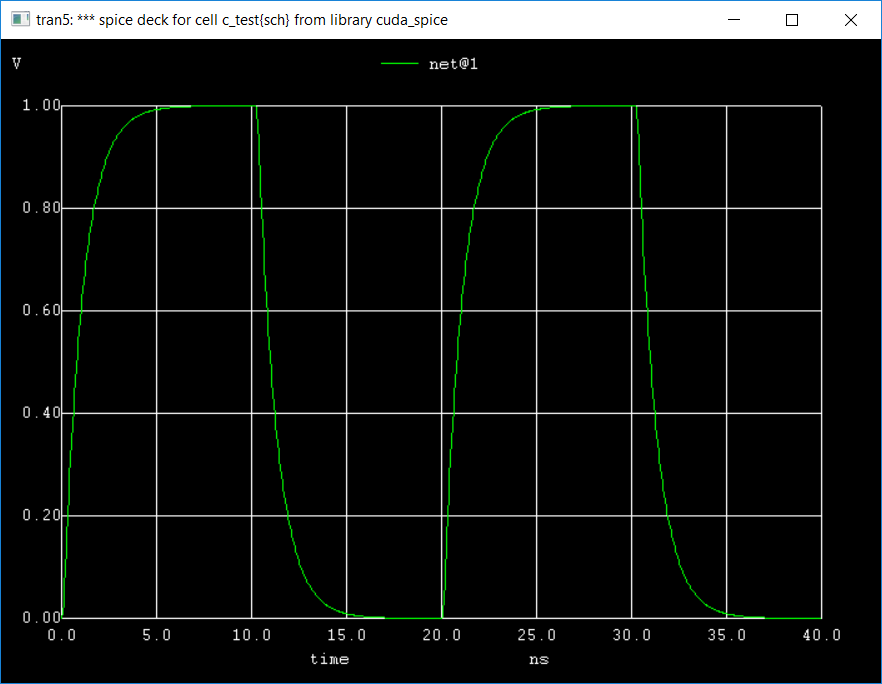 tran5: *** spice deck for cell c_test{sch} from library cuda_spice
V net@1
1.00
0.80
0.60
0.40
0.20
0.00
0.0 5.0 10.0 15.0 20.0 25.0 30.0 35.0 40.0
time ns